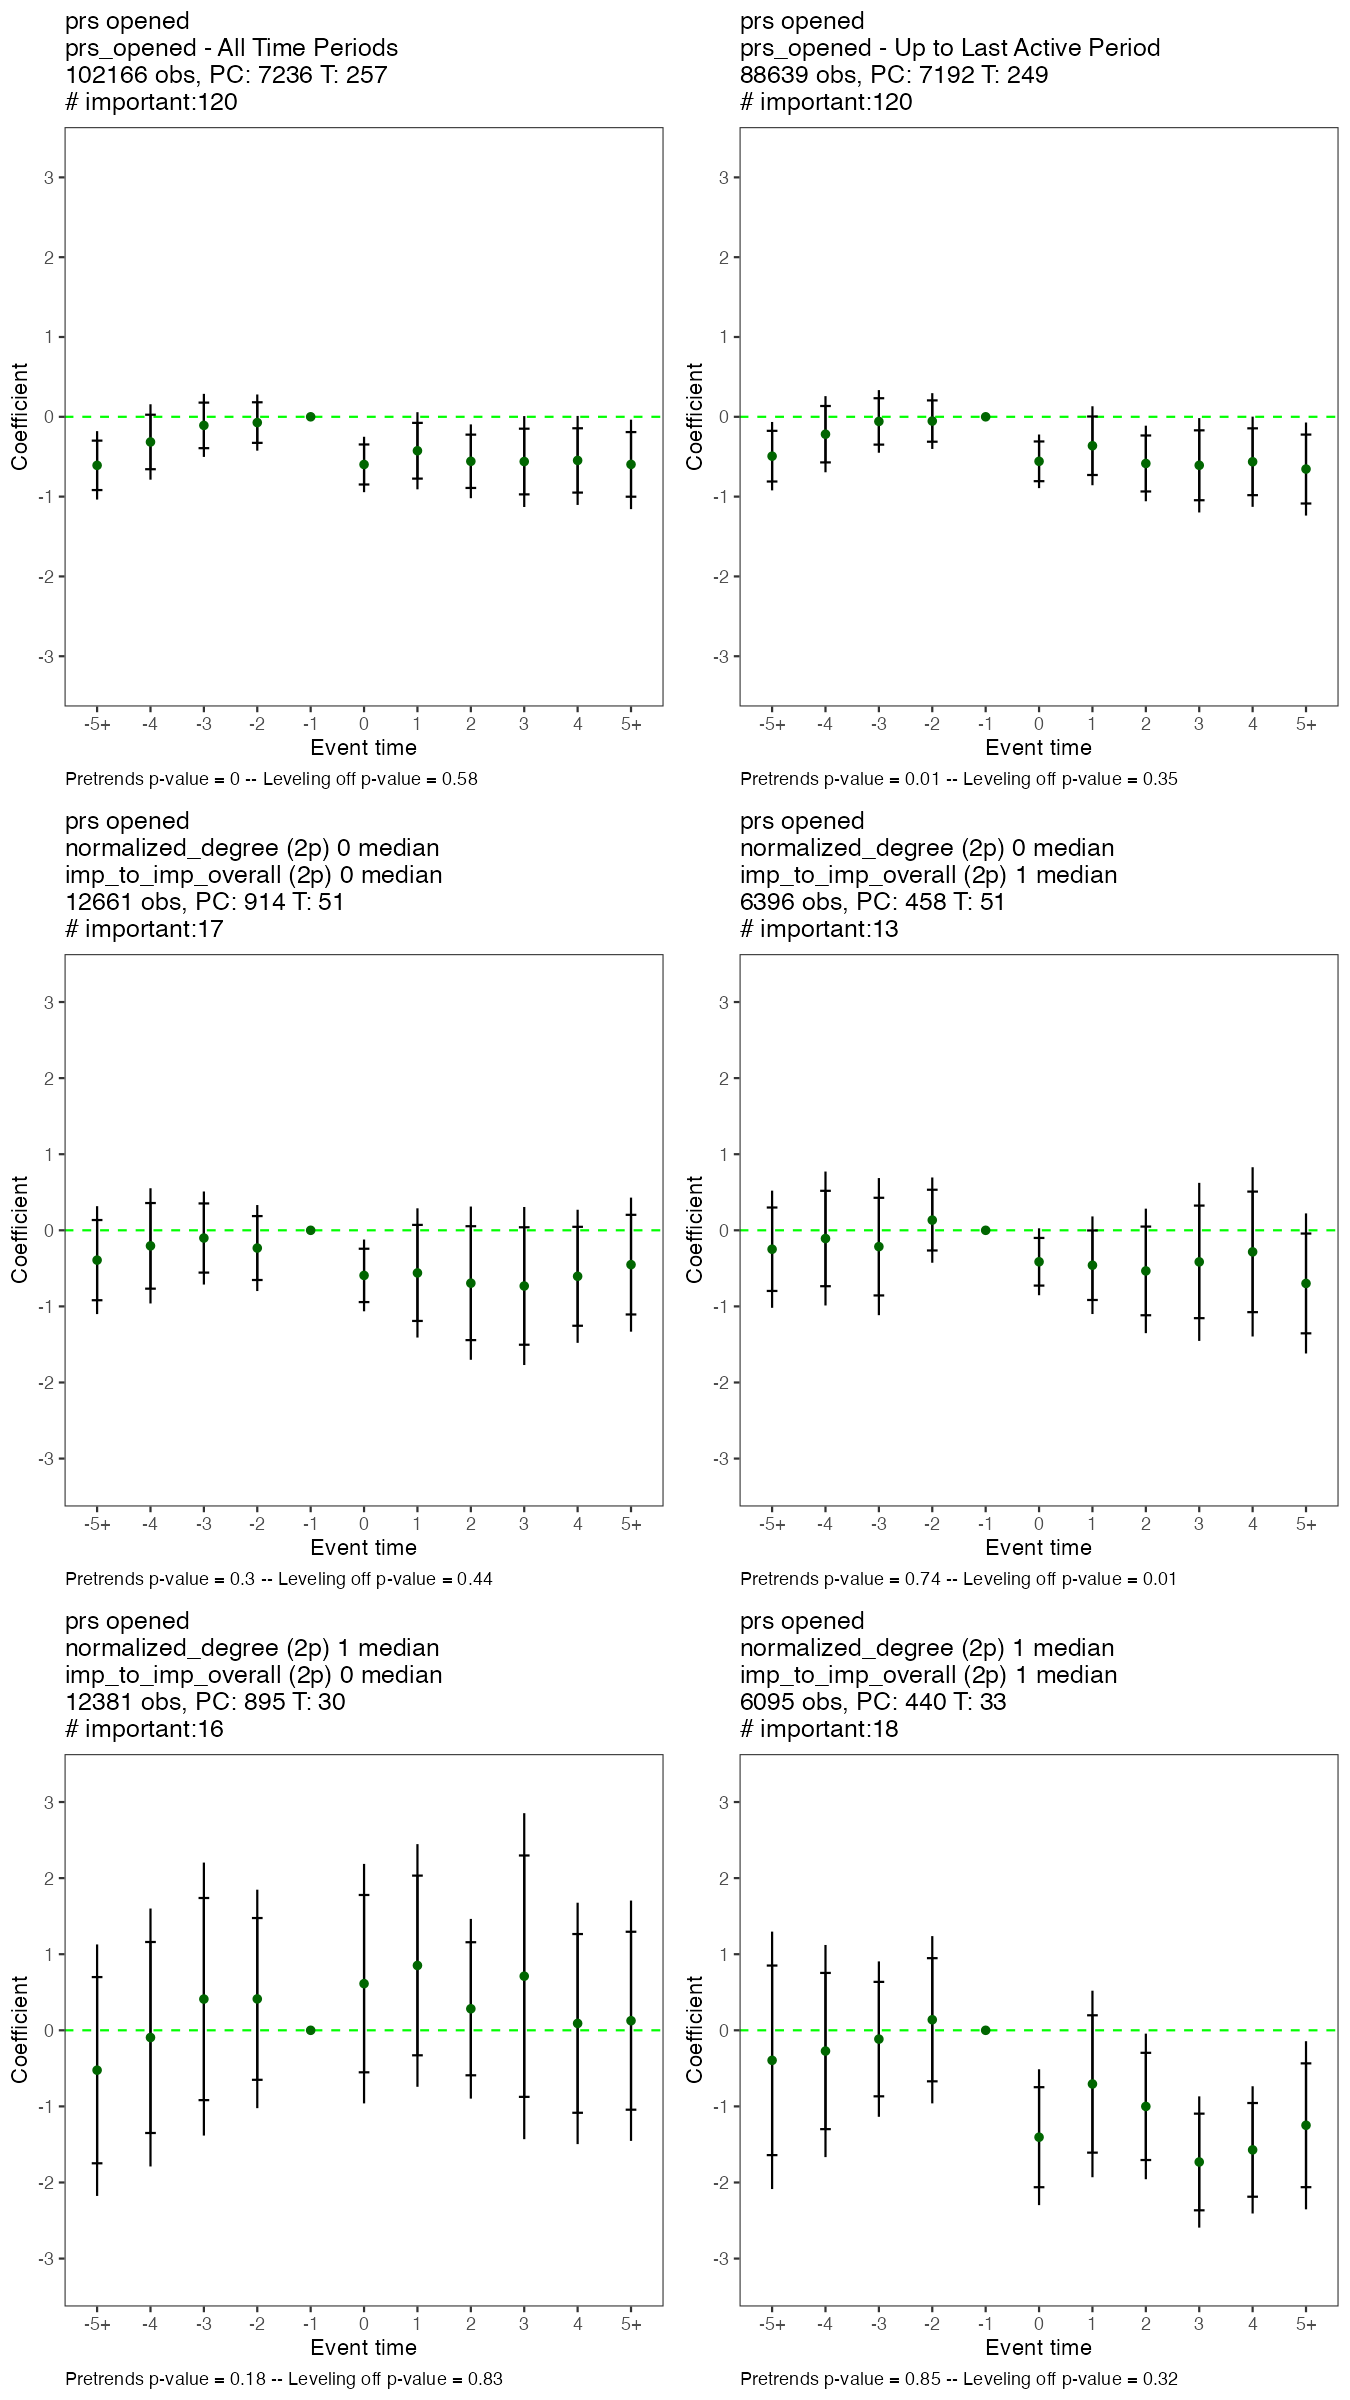 prs opened
prs_opened - All Time Periods
102166 obs, PC: 7236 T: 257
# important:120
3
2
1
0
-1
-2
-3
Coefficient
-5+ -4 -3 -2 -1 0 1 2 3 4 5+
Event time
Pretrends p-value = 0 -- Leveling off p-value = 0.58
prs opened
prs_opened - Up to Last Active Period
88639 obs, PC: 7192 T: 249
# important:120
3
2
1
0
-1
-2
-3
Coefficient
-5+ -4 -3 -2 -1 0 1 2 3 4 5+
Event time
Pretrends p-value = 0.01 -- Leveling off p-value = 0.35
prs opened
normalized_degree (2p) 0 median
imp_to_imp_overall (2p) 0 median
12661 obs, PC: 914 T: 51
# important:17
3
2
1
0
-1
-2
-3
Coefficient
-5+ -4 -3 -2 -1 0 1 2 3 4 5+
Event time
Pretrends p-value = 0.3 -- Leveling off p-value = 0.44
prs opened
normalized_degree (2p) 0 median
imp_to_imp_overall (2p) 1 median
6396 obs, PC: 458 T: 51
# important:13
3
2
1
0
-1
-2
-3
Coefficient
-5+ -4 -3 -2 -1 0 1 2 3 4 5+
Event time
Pretrends p-value = 0.74 -- Leveling off p-value = 0.01
prs opened
normalized_degree (2p) 1 median
imp_to_imp_overall (2p) 0 median
12381 obs, PC: 895 T: 30
# important:16
3
2
1
0
-1
-2
-3
Coefficient
-5+ -4 -3 -2 -1 0 1 2 3 4 5+
Event time
Pretrends p-value = 0.18 -- Leveling off p-value = 0.83
prs opened
normalized_degree (2p) 1 median
imp_to_imp_overall (2p) 1 median
6095 obs, PC: 440 T: 33
# important:18
3
2
1
0
-1
-2
-3
Coefficient
-5+ -4 -3 -2 -1 0 1 2 3 4 5+
Event time
Pretrends p-value = 0.85 -- Leveling off p-value = 0.32